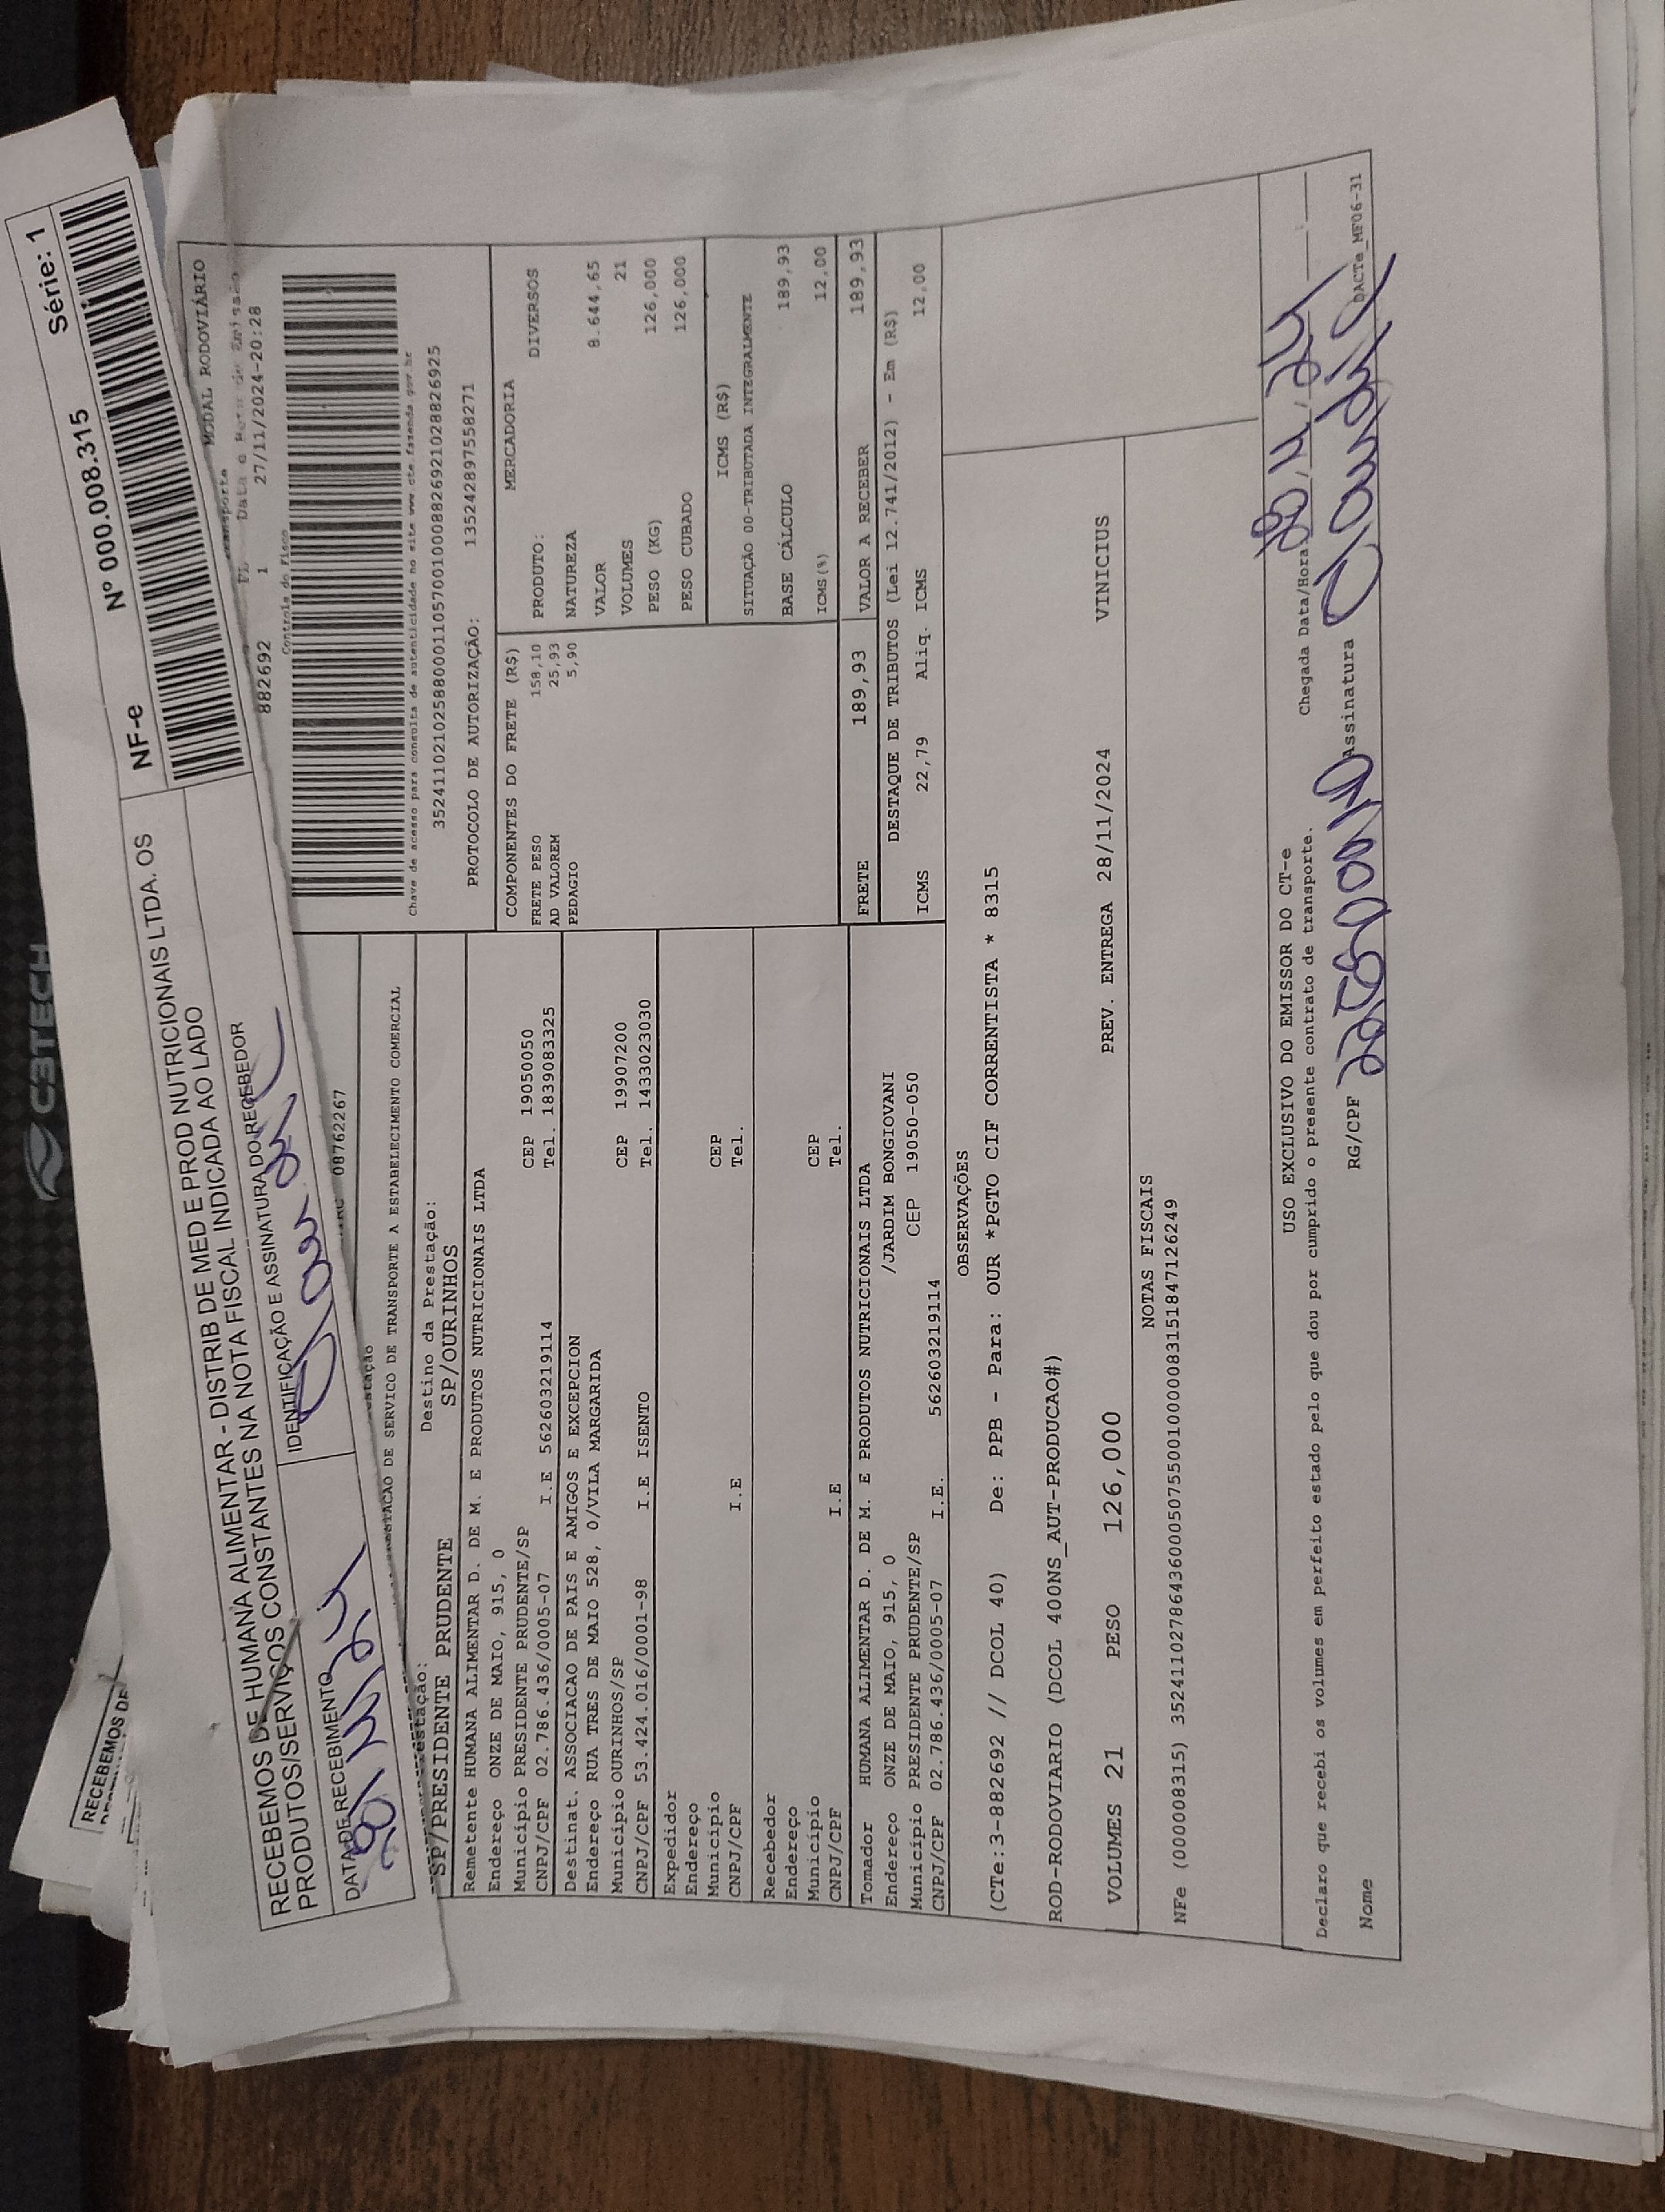 C3TECH
RECEBEMOS DE
RECEBEMOS DE HUMANA ALIMENTAR - DISTRIB DE MED E PROD NUTRICIONAIS LTDA. OS
PRODUTOS/SERVIÇOS CONSTANTES NA NOTA FISCAL INDICADA AO LADO
DATA DE RECEBIMENTO
IDENTIFICAÇÃO E ASSINATURA DO RECEBEDOR
NF-e Nº 000.008.315 Série: 1
MODAL RODOVIÁRIO
FL Data e Hora de Emissão
882692 1 27/11/2024-20:28
Controle do Fisco
Chave de acesso para consulta de autenticidade no site www.cte.fazenda.gov.br
35241102102588000110570010008826921028826925
PROTOCOLO DE AUTORIZAÇÃO: 135242897558271
08762267
DE SERVICO DE TRANSPORTE A ESTABELECIMENTO COMERCIAL
SP/PRESIDENTE PRUDENTE
Destino da Prestação:
SP/OURINHOS
Remetente HUMANA ALIMENTAR D. DE M. E PRODUTOS NUTRICIONAIS LTDA
Endereço ONZE DE MAIO, 915, 0
Município PRESIDENTE PRUDENTE/SP CEP 19050050
CNPJ/CPF 02.786.436/0005-07 I.E 562603219114 Tel. 1839083325
Destinat. ASSOCIACAO DE PAIS E AMIGOS E EXCEPCION
Endereço RUA TRES DE MAIO 528, 0/VILA MARGARIDA
Município OURINHOS/SP CEP 19907200
CNPJ/CPF 53.424.016/0001-98 I.E ISENTO Tel. 1433023030
Expedidor
Endereço
Município CEP
CNPJ/CPF I.E Tel.
Recebedor
Endereço
Município CEP
CNPJ/CPF I.E Tel.
Tomador HUMANA ALIMENTAR D. DE M. E PRODUTOS NUTRICIONAIS LTDA
Endereço ONZE DE MAIO, 915, 0 /JARDIM BONGIOVANI
Município PRESIDENTE PRUDENTE/SP CEP 19050-050
CNPJ/CPF 02.786.436/0005-07 I.E. 562603219114
COMPONENTES DO FRETE (R$)
FRETE PESO 158,10
AD VALOREM 25,93
PEDAGIO 5,90
MERCADORIA
PRODUTO: DIVERSOS
NATUREZA
VALOR 8.644,65
VOLUMES 21
PESO (KG) 126,000
PESO CUBADO 126,000
ICMS (R$)
SITUAÇÃO 00-TRIBUTADA INTEGRALMENTE
BASE CÁLCULO 189,93
ICMS(%) 12,00
FRETE 189,93 VALOR A RECEBER 189,93
DESTAQUE DE TRIBUTOS (Lei 12.741/2012) - Em (R$)
ICMS 22,79 Aliq. ICMS 12,00
OBSERVAÇÕES
(CTe:3-882692 // DCOL 40) De: PPB - Para: OUR *PGTO CIF CORRENTISTA * 8315
ROD-RODOVIARIO (DCOL 400NS_AUT-PRODUCAO#)
VOLUMES 21 PESO 126,000 PREV. ENTREGA 28/11/2024 VINICIUS
NOTAS FISCAIS
NFe (000008315) 35241102786436000507550010000083151847126249
USO EXCLUSIVO DO EMISSOR DO CT-e
Declaro que recebi os volumes em perfeito estado pelo que dou por cumprido o presente contrato de transporte.
Chegada Data/Hora:
Nome RG/CPF Assinatura
DACTe_MF06-31